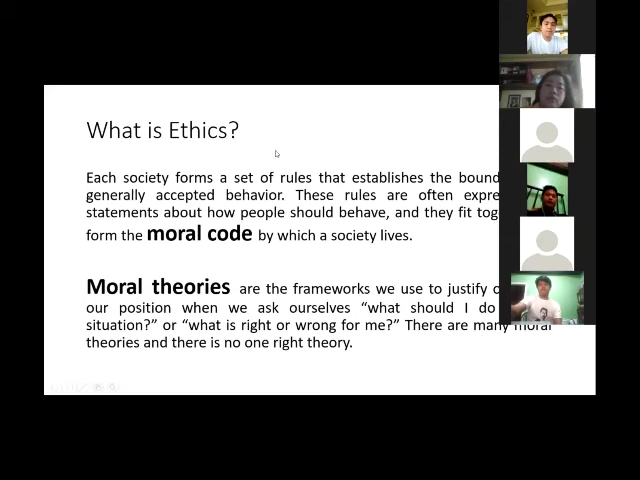 What is Ethics?
Each society forms a set of rules that establishes the bound
generally accepted behavior. These rules are often expre
statements about how people should behave, and they fit tog
form the moral code by which a society lives.
Moral theories are the frameworks we use to justify
our position when we ask ourselves “what should I do
situation?” or “what is right or wrong for me?” There are many moral
theories and there is no one right theory.